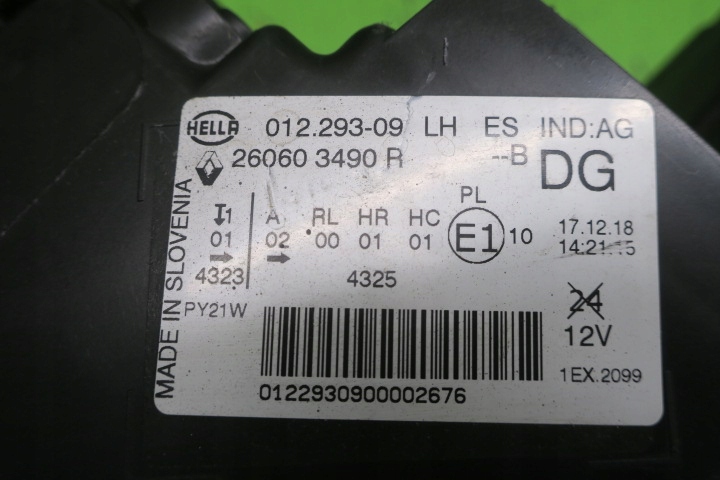 HELLA 012.293-09 LH ES IND:AG
26060 3490 R --B DG
MADE IN SLOVENIA
1 A RL HR HC PL
01 02 00 01 01 E1 10
17.12.18
14:21
4323 4325
PY21W
24
12V
1EX.2099
0122930900002676